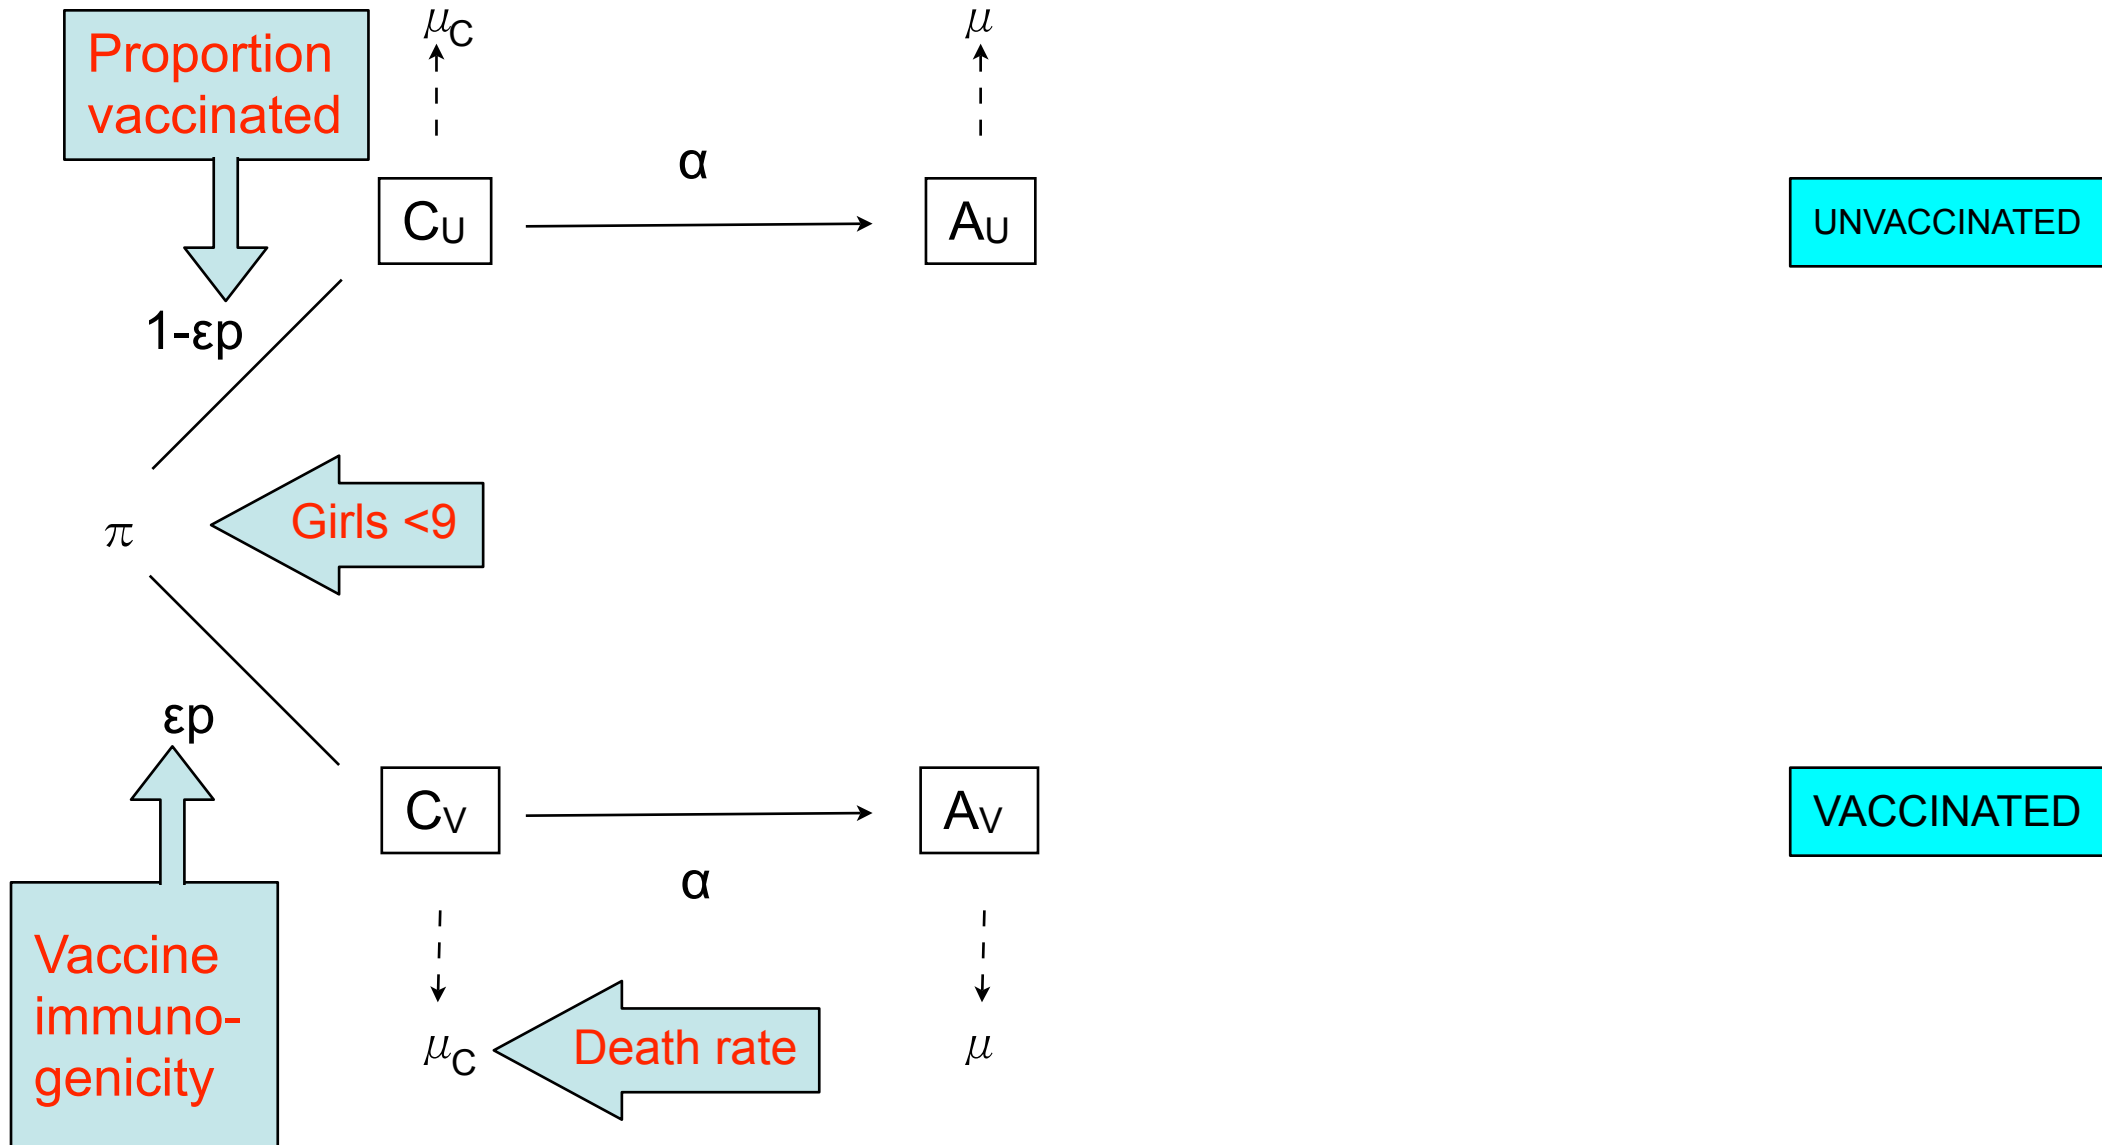 Proportion
vaccinated
μC
μ
α
CU
AU
UNVACCINATED
1-εp
π
Girls <9
εp
CV
AV
VACCINATED
α
Vaccine
immuno-
genicity
μC
Death rate
μ